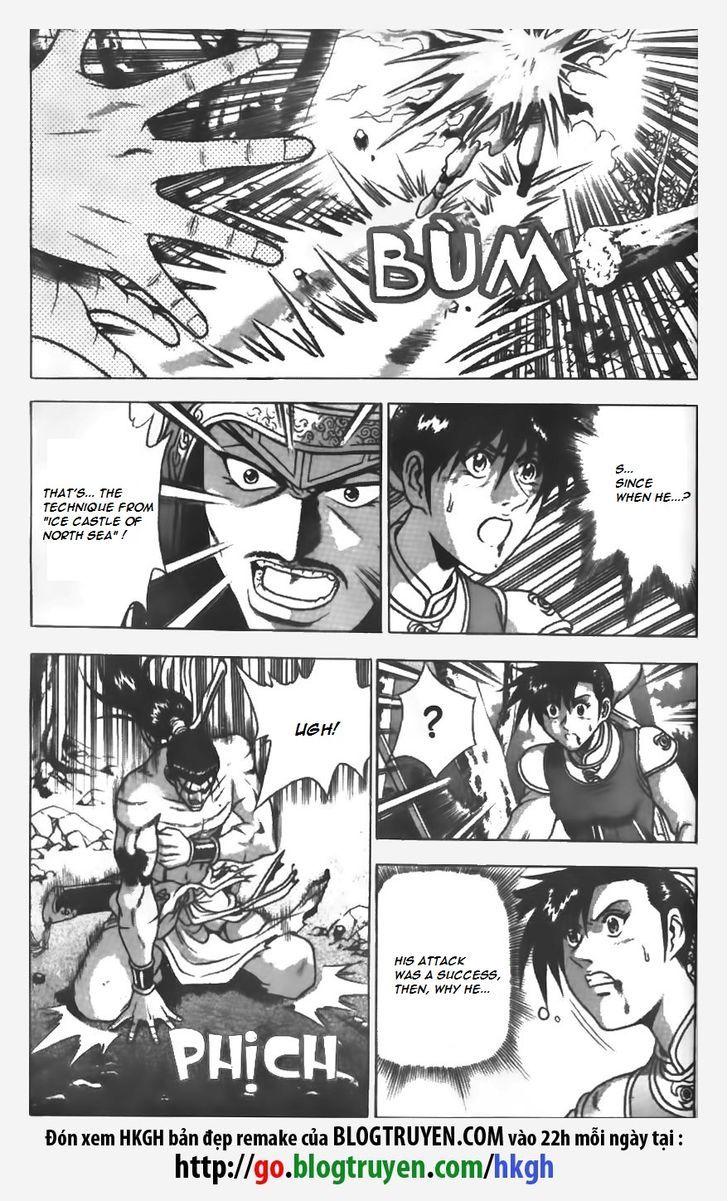 BÙM
S...
SINCE
WHEN HE...?
THAT'S... THE
TECHNIQUE FROM
"ICE CASTLE OF
NORTH SEA" !
?
UGH!
HIS ATTACK
WAS A SUCCESS,
THEN, WHY HE...
PHỊCH
Đón xem HKGH bản đẹp remake của BLOGTRUYEN.COM vào 22h mỗi ngày tại :
http://go.blogtruyen.com/hkgh